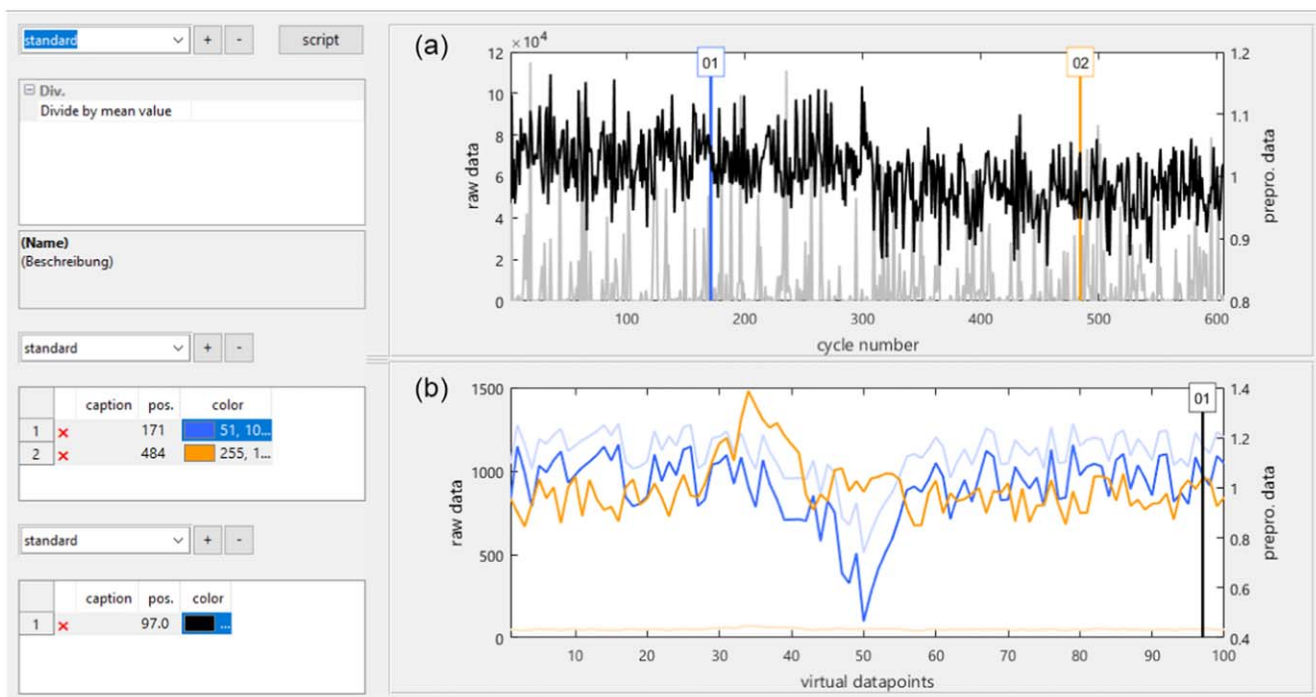 standard + - script
Div.
Divide by mean value
(Name)
(Beschreibung)
standard + -
caption pos. color
1 171 51, 10...
2 484 255, 1...
standard + -
caption pos. color
1 97.0 ...
(a)
×10⁴
12
10
8
6
4
2
0
raw data
01
02
1.2
1.1
1
0.9
0.8
prepro. data
100 200 300 400 500 600
cycle number
(b)
1500
1000
500
0
raw data
01
1.4
1.2
1
0.8
0.6
0.4
prepro. data
10 20 30 40 50 60 70 80 90 100
virtual datapoints